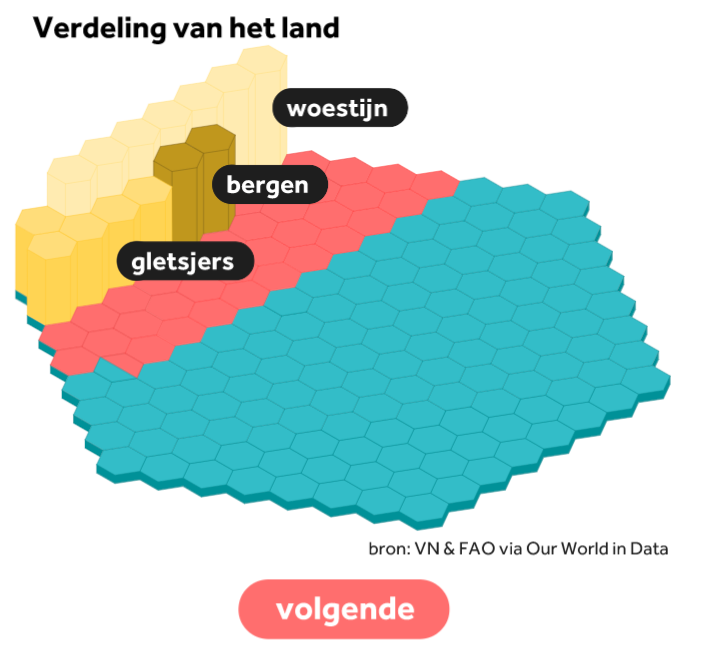 Verdeling van het land
woestijn
bergen
gletsjers
bron: VN & FAO via Our World in Data
volgende